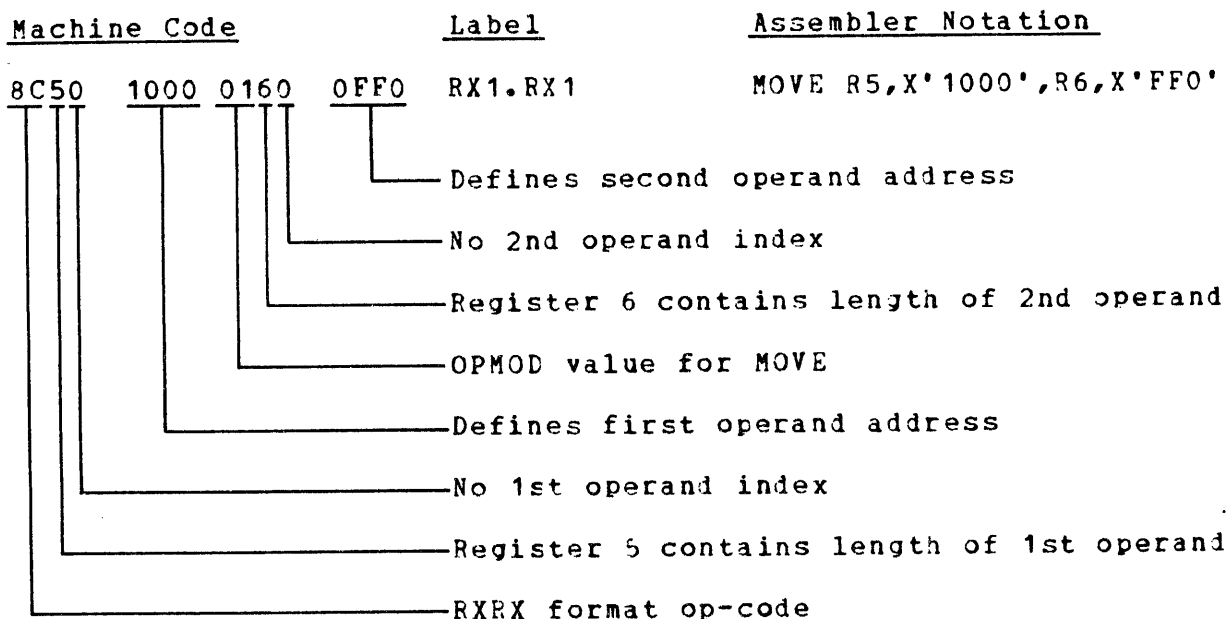 Machine Code Label Assembler Notation
8C50 1000 0160 0FF0 RX1.RX1 MOVE R5,X'1000',R6,X'FF0'
Defines second operand address
No 2nd operand index
Register 6 contains length of 2nd operand
OPMOD value for MOVE
Defines first operand address
No 1st operand index
Register 5 contains length of 1st operand
RXRX format op-code